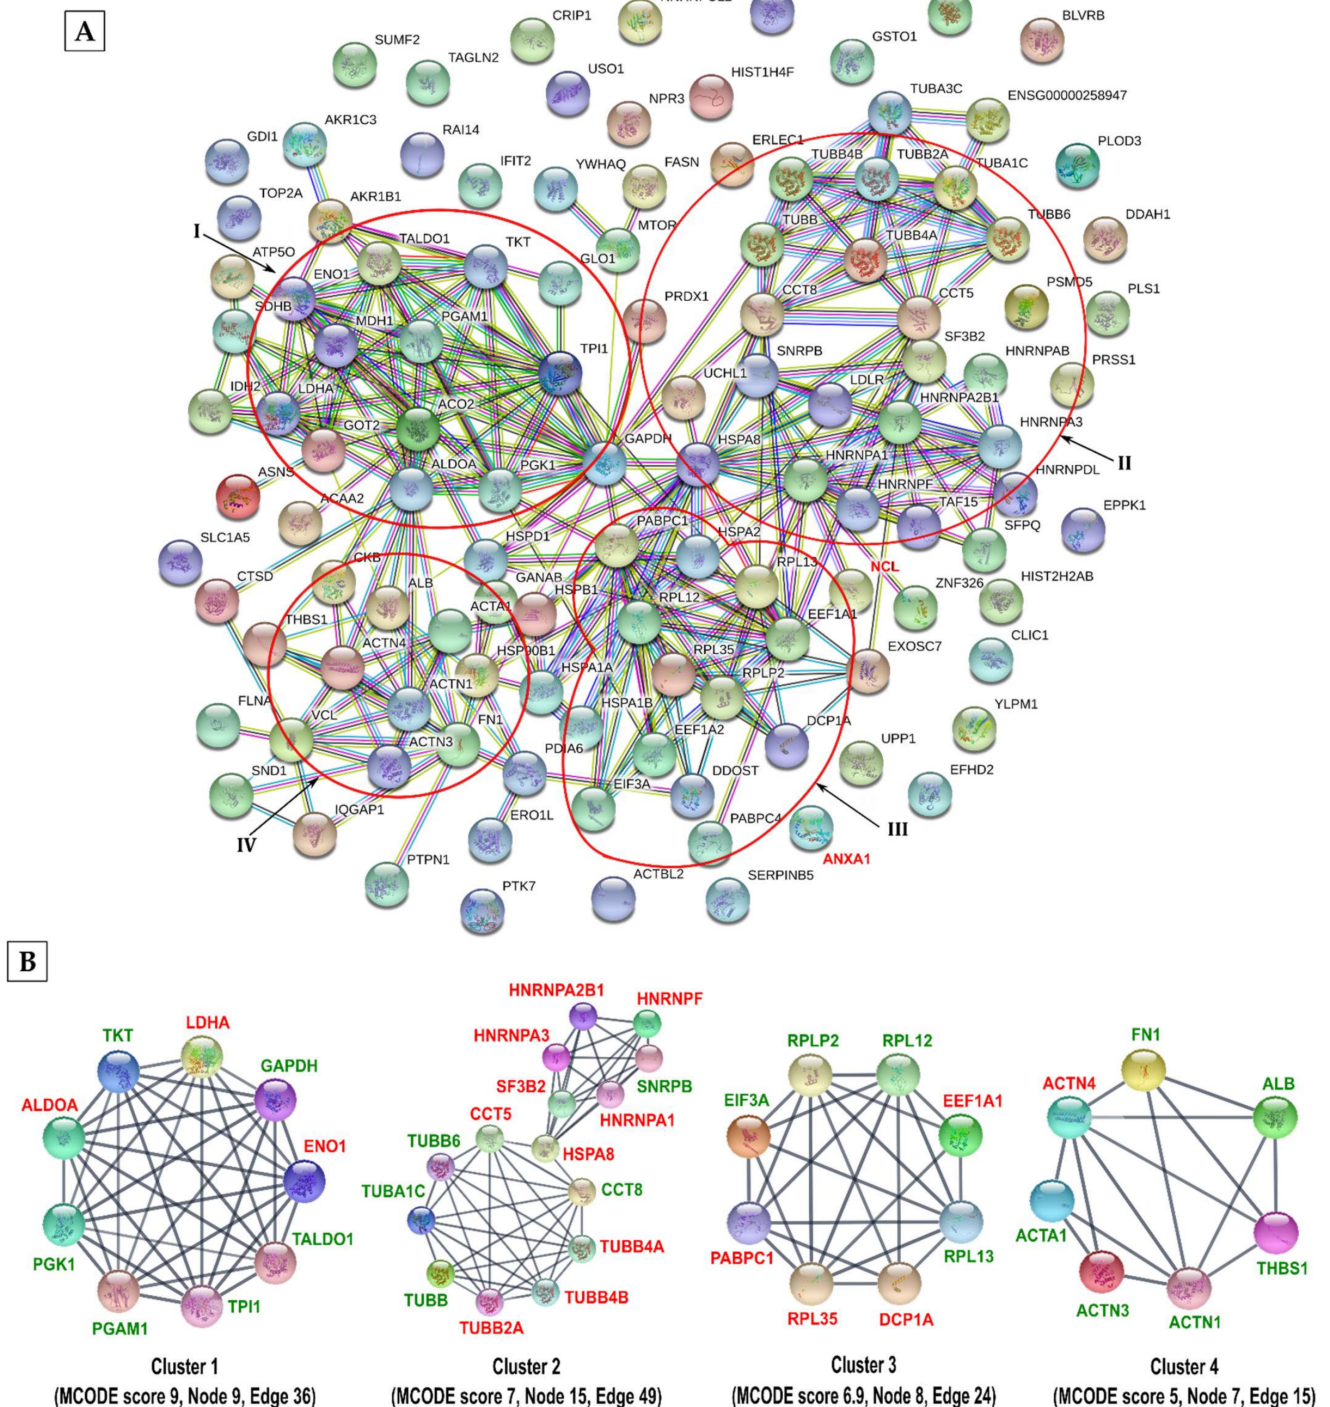 A
CRIP1
BLVRB
SUMF2
TAGLN2
GSTO1
USO1
HIST1H4F
NPR3
TUBA3C
ENSG00000258947
GDI1
AKR1C3
RAI14
ERLEC1
TUBB4B
TUBB2A
PLOD3
IFIT2
YWHAQ
FASN
TUBA1C
TOP2A
AKR1B1
MTOR
TUBB
TUBB6
DDAH1
I
TALDO1
TKT
TUBB4A
ATP5O
ENO1
GLO1
PSMD5
SDHB
PRDX1
CCT8
CCT5
PLS1
MDH1
PGAM1
SF3B2
TPI1
SNRPB
HNRNPAB
PRSS1
IDH2
LDHA
ACO2
UCHL1
LDLR
HNRNPA2B1
GOT2
HNRNPA3
GAPDH
HSPA8
II
ASNS
ALDOA
PGK1
HNRNPA1
HNRNPDL
ACAA2
HNRNPF
TAF15
EPPK1
SLC1A5
PABPC1
HSPA2
SFPQ
HSPD1
CKB
RPL13
NCL
CTSD
ALB
GANAB
HSPB1
ZNF326
HIST2H2AB
THBS1
ACTA1
RPL12
EEF1A1
ACTN4
HSP90B1
RPL35
EXOSC7
CLIC1
HSPA1A
RPLP2
ACTN1
FLNA
VCL
FN1
HSPA1B
DCP1A
YLPM1
ACTN3
EEF1A2
PDIA6
UPP1
SND1
EIF3A
DDOST
EFHD2
IQGAP1
ERO1L
PABPC4
III
IV
ANXA1
PTPN1
PTK7
ACTBL2
SERPINB5
B
HNRNPA2B1
HNRNPF
TKT
LDHA
HNRNPA3
RPLP2
RPL12
FN1
GAPDH
SF3B2
SNRPB
ACTN4
ALB
ALDOA
CCT5
HNRNPA1
EIF3A
EEF1A1
ENO1
TUBB6
HSPA8
TUBA1C
CCT8
ACTA1
TALDO1
TUBB4A
PABPC1
RPL13
PGK1
THBS1
TUBB
TUBB4B
PGAM1
TPI1
TUBB2A
RPL35
DCP1A
ACTN3
ACTN1
Cluster 1
(MCODE score 9, Node 9, Edge 36)
Cluster 2
(MCODE score 7, Node 15, Edge 49)
Cluster 3
(MCODE score 6.9, Node 8, Edge 24)
Cluster 4
(MCODE score 5, Node 7, Edge 15)